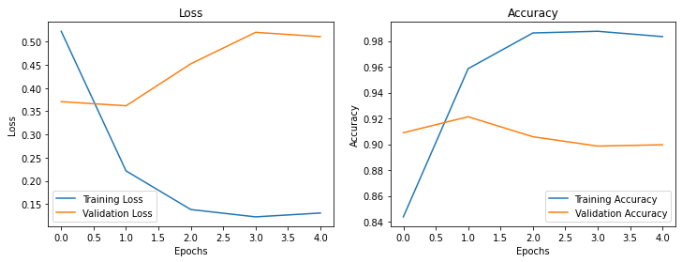 Loss
0.50
0.45
0.40
0.35
0.30
0.25
0.20
0.15
Loss
Training Loss
Validation Loss
0.0 0.5 1.0 1.5 2.0 2.5 3.0 3.5 4.0
Epochs
Accuracy
0.98
0.96
0.94
0.92
0.90
0.88
0.86
0.84
Accuracy
Training Accuracy
Validation Accuracy
0.0 0.5 1.0 1.5 2.0 2.5 3.0 3.5 4.0
Epochs